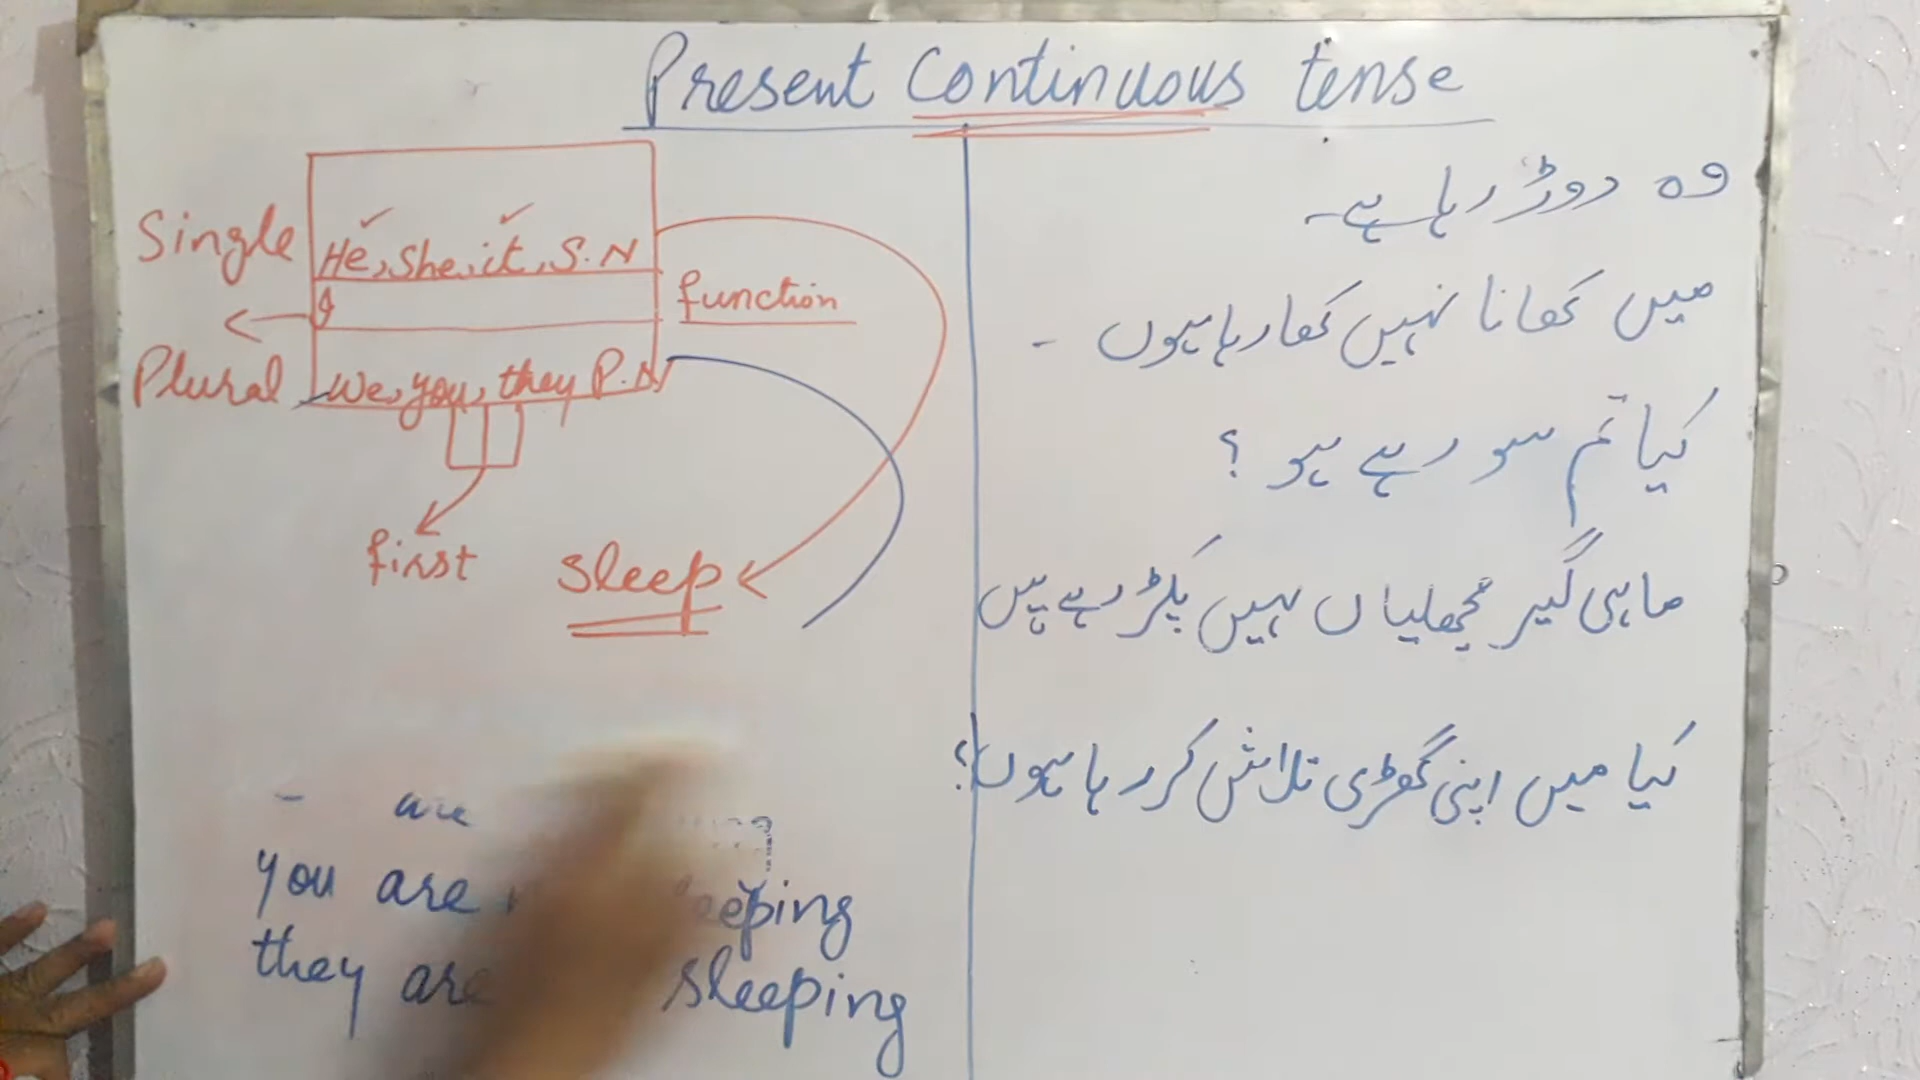 Present Continuous tense
Single
He, She, it, S.N
I
function
Plural
We, you, they P.N
first
sleep
are
you are
they are sleeping
وہ دوڑ رہا ہے۔
میں کھانا نہیں کھا رہا ہوں ۔
کیا تم سو رہے ہو ؟
ماہی گیر مچھلیاں نہیں پکڑ رہے ہیں
کیا میں اپنی گھڑی تلاش کر رہا ہوں؟